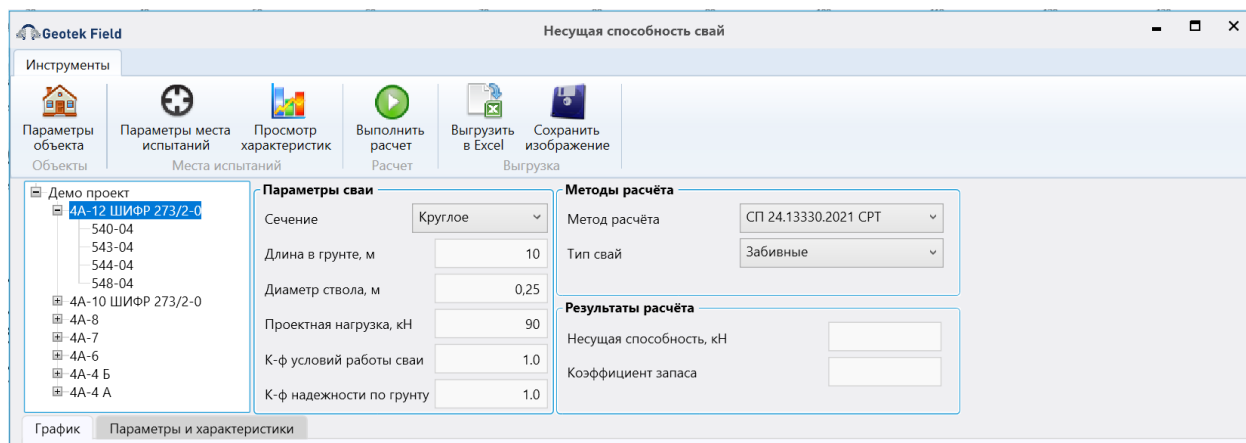 Geotek Field
Несущая способность свай
Инструменты
Параметры объекта
Параметры места испытаний
Просмотр характеристик
Выполнить расчет
Выгрузить в Excel
Сохранить изображение
Объекты
Места испытаний
Расчет
Выгрузка
Демо проект
4А-12 ШИФР 273/2-0
540-04
543-04
544-04
548-04
4А-10 ШИФР 273/2-0
4А-8
4А-7
4А-6
4А-4 Б
4А-4 А
Параметры сваи
Сечение Круглое
Длина в грунте, м 10
Диаметр ствола, м 0,25
Проектная нагрузка, кН 90
К-ф условий работы сваи 1.0
К-ф надежности по грунту 1.0
Методы расчёта
Метод расчёта СП 24.13330.2021 СРТ
Тип свай Забивные
Результаты расчёта
Несущая способность, кН
Коэффициент запаса
График Параметры и характеристики